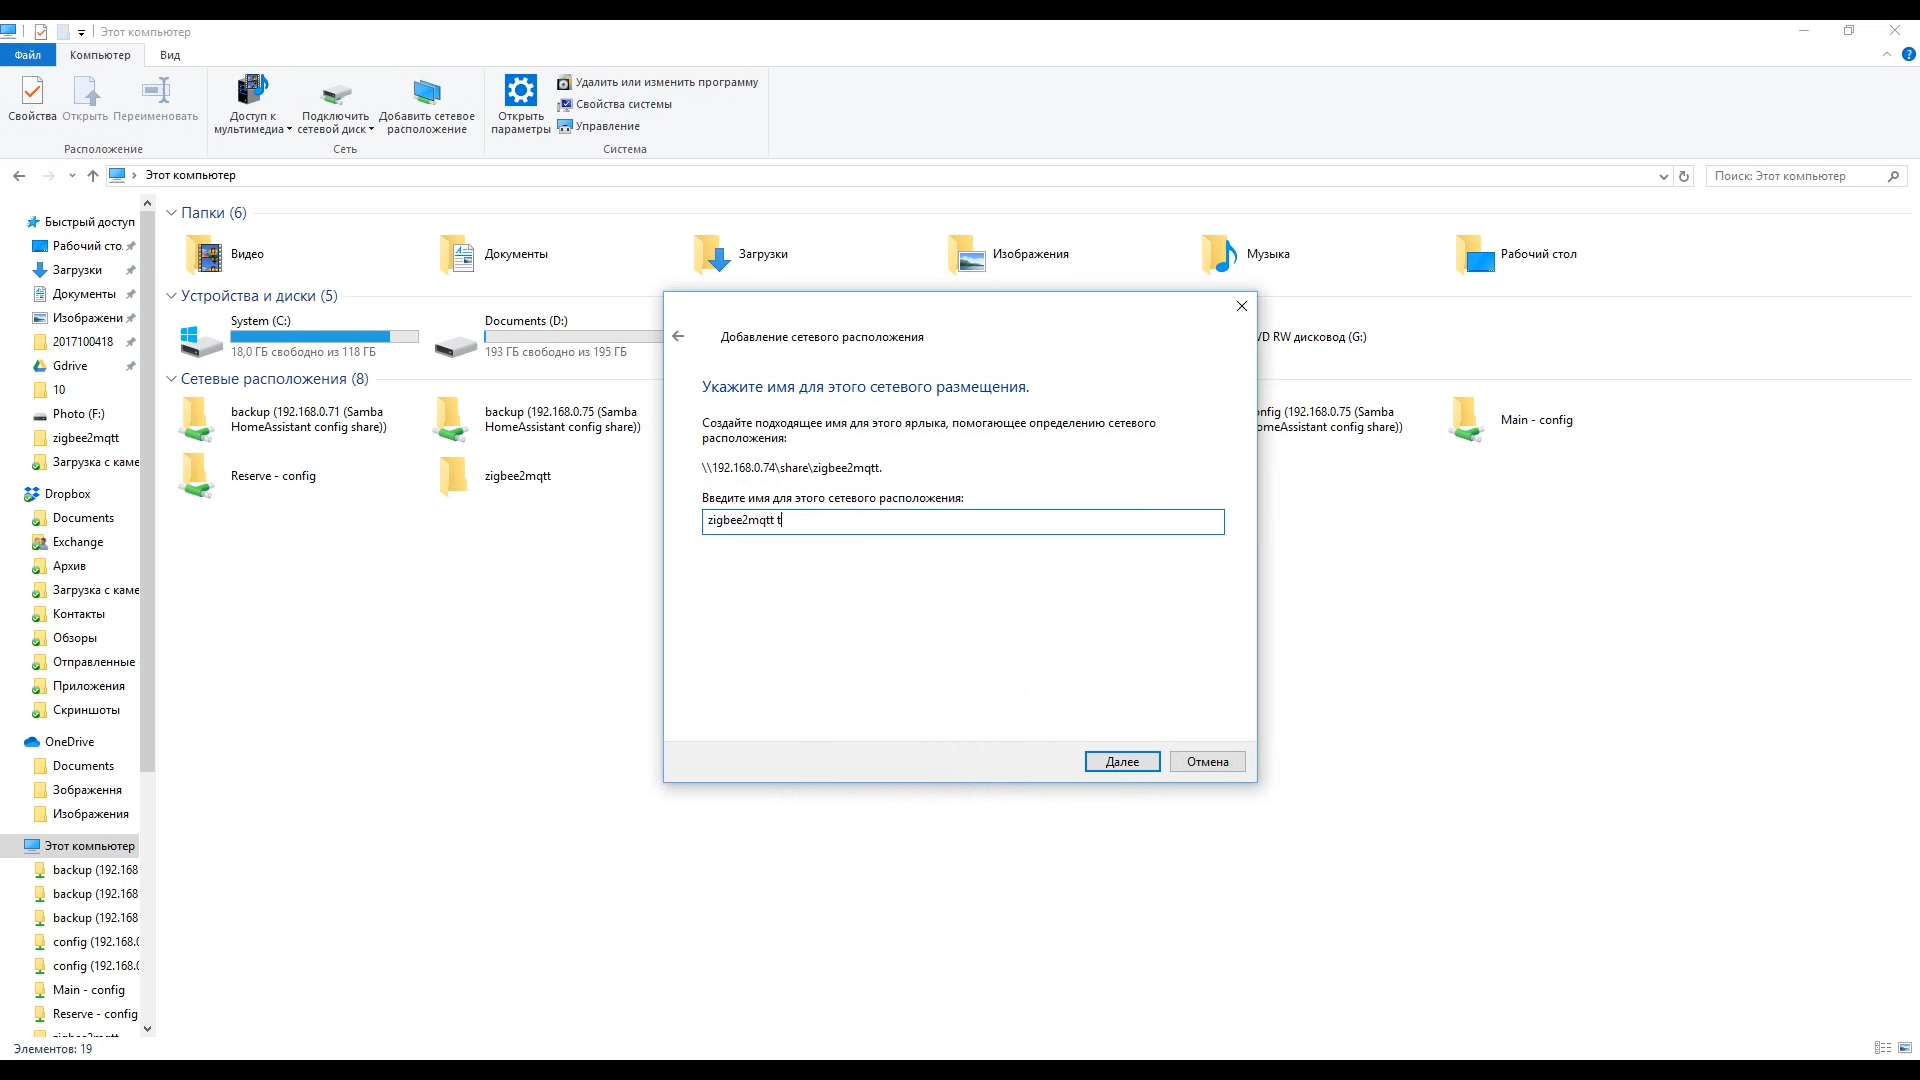 Этот компьютер
Файл
Компьютер
Вид
Свойства
Открыть
Переименовать
Доступ к
мультимедиа
Подключить
сетевой диск
Добавить сетевое
расположение
Открыть
параметры
Удалить или изменить программу
Свойства системы
Управление
Расположение
Сеть
Система
Этот компьютер
Поиск: Этот компьютер
Быстрый доступ
Рабочий сто.
Загрузки
Документы
Изображени
2017100418
Gdrive
10
Photo (F:)
zigbee2mqtt
Загрузка с каме
Dropbox
Documents
Exchange
Архив
Загрузка с каме
Контакты
Обзоры
Отправленные
Приложения
Скриншоты
OneDrive
Documents
Зображення
Изображения
Этот компьютер
backup (192.168
backup (192.168
backup (192.168
config (192.168.0
config (192.168.0
Main - config
Reserve - config
zigbee2mqtt
Элементов: 19
Папки (6)
Видео
Документы
Загрузки
Изображения
Музыка
Рабочий стол
Устройства и диски (5)
System (C:)
18,0 ГБ свободно из 118 ГБ
Documents (D:)
193 ГБ свободно из 195 ГБ
VD RW дисковод (G:)
Сетевые расположения (8)
backup (192.168.0.71 (Samba
HomeAssistant config share))
backup (192.168.0.75 (Samba
HomeAssistant config share))
nfig (192.168.0.75 (Samba
omeAssistant config share))
Main - config
Reserve - config
zigbee2mqtt
Добавление сетевого расположения
Укажите имя для этого сетевого размещения.
Создайте подходящее имя для этого ярлыка, помогающее определению сетевого
расположения:
\\192.168.0.74\share\zigbee2mqtt.
Введите имя для этого сетевого расположения:
zigbee2mqtt t
Далее
Отмена